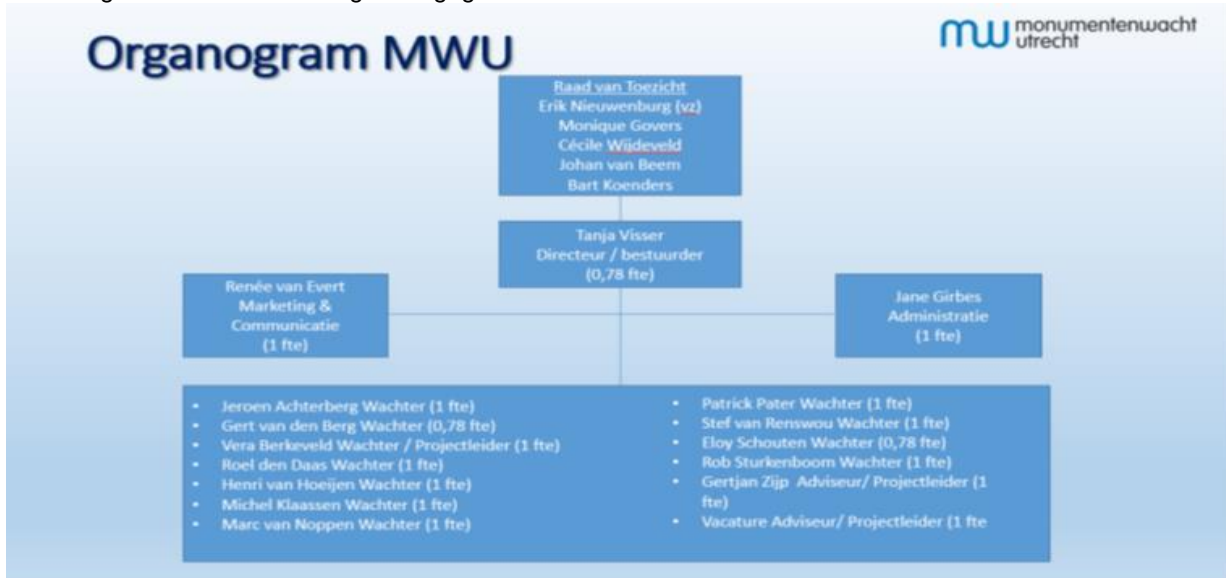 Organogram MWU
mw monumentenwacht
utrecht
Raad van Toezicht
Erik Nieuwenburg (vz)
Monique Govers
Cécile Wijdeveld
Johan van Beem
Bart Koenders
Tanja Visser
Directeur / bestuurder
(0,78 fte)
Renée van Evert
Marketing &
Communicatie
(1 fte)
Jane Girbes
Administratie
(1 fte)
• Jeroen Achterberg Wachter (1 fte)
• Gert van den Berg Wachter (0,78 fte)
• Vera Berkeveld Wachter / Projectleider (1 fte)
• Roel den Daas Wachter (1 fte)
• Henri van Hoeijen Wachter (1 fte)
• Michel Klaassen Wachter (1 fte)
• Marc van Noppen Wachter (1 fte)
• Patrick Pater Wachter (1 fte)
• Stef van Renswou Wachter (1 fte)
• Eloy Schouten Wachter (0,78 fte)
• Rob Sturkenboom Wachter (1 fte)
• Gertjan Zijp Adviseur/ Projectleider (1
fte)
• Vacature Adviseur/ Projectleider (1 fte